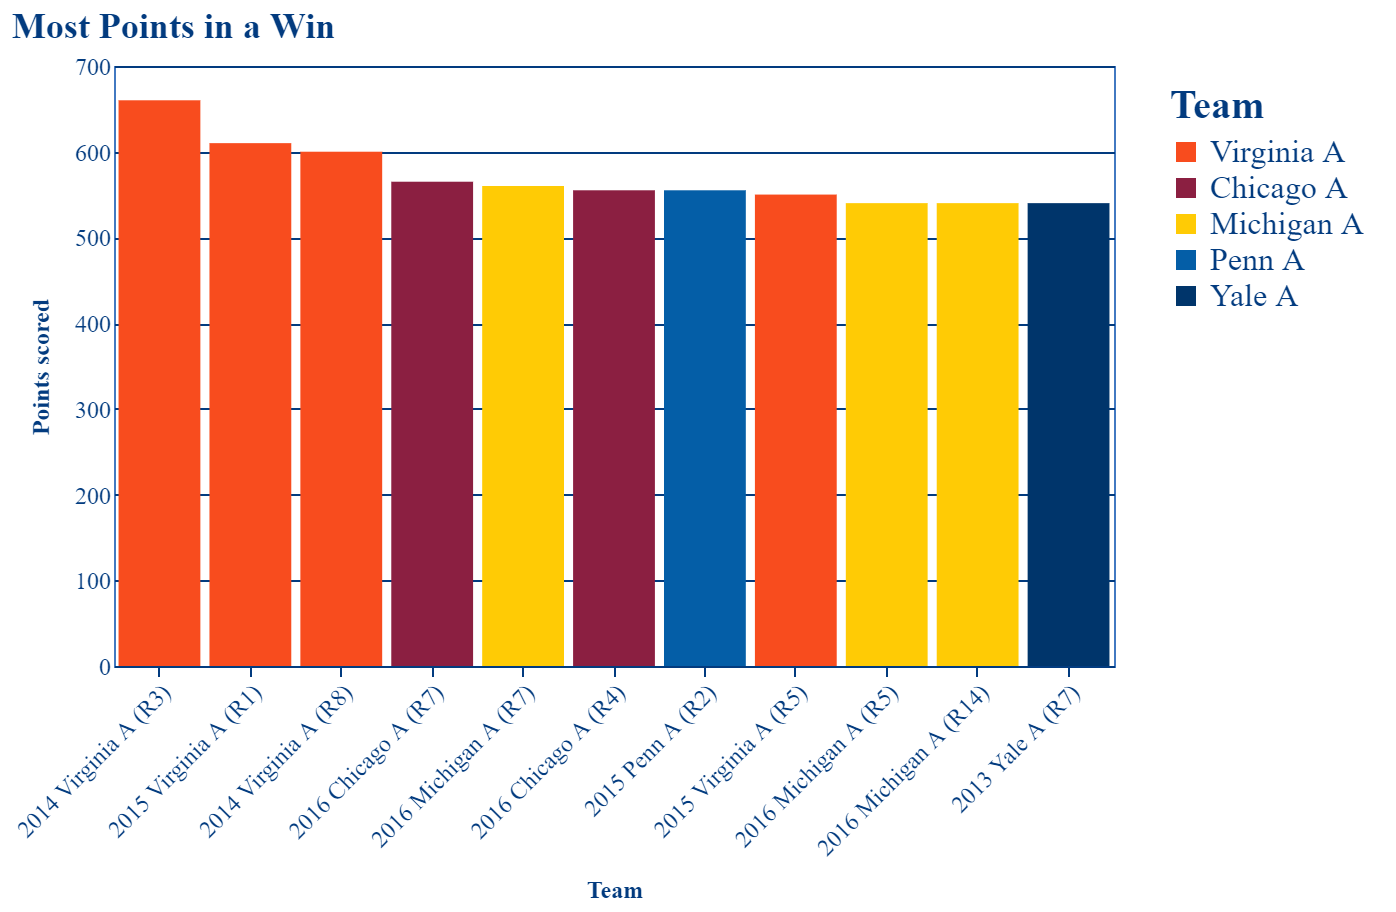 Most Points in a Win
700
600
500
400
300
200
100
0
Points scored
2014 Virginia A (R3)
2015 Virginia A (R1)
2014 Virginia A (R8)
2016 Chicago A (R7)
2016 Michigan A (R7)
2016 Chicago A (R4)
2015 Penn A (R2)
2015 Virginia A (R5)
2016 Michigan A (R5)
2016 Michigan A (R14)
2013 Yale A (R7)
Team
Team
Virginia A
Chicago A
Michigan A
Penn A
Yale A